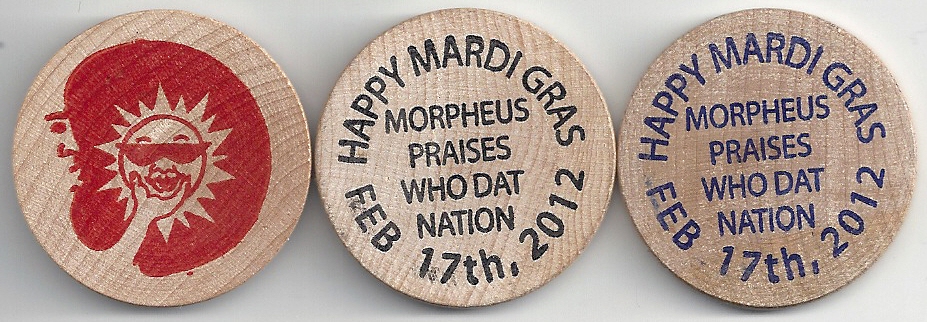 HAPPY MARDI GRAS
MORPHEUS
PRAISES
WHO DAT
NATION
FEB 17th, 2012
HAPPY MARDI GRAS
MORPHEUS
PRAISES
WHO DAT
NATION
FEB 17th, 2012